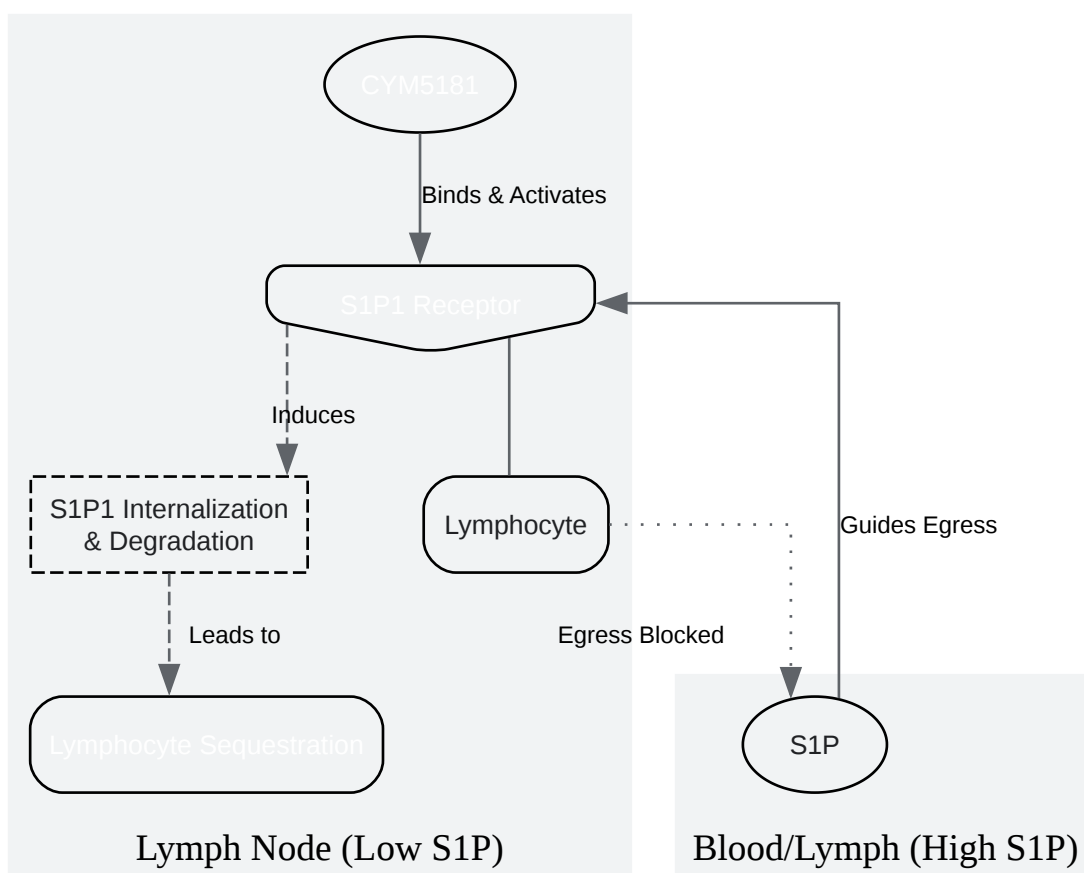 CYM5181
Binds & Activates
S1P1 Receptor
Induces
S1P1 Internalization
& Degradation
Lymphocyte
Guides Egress
Leads to
Egress Blocked
Lymphocyte Sequestration
S1P
Lymph Node (Low S1P)
Blood/Lymph (High S1P)